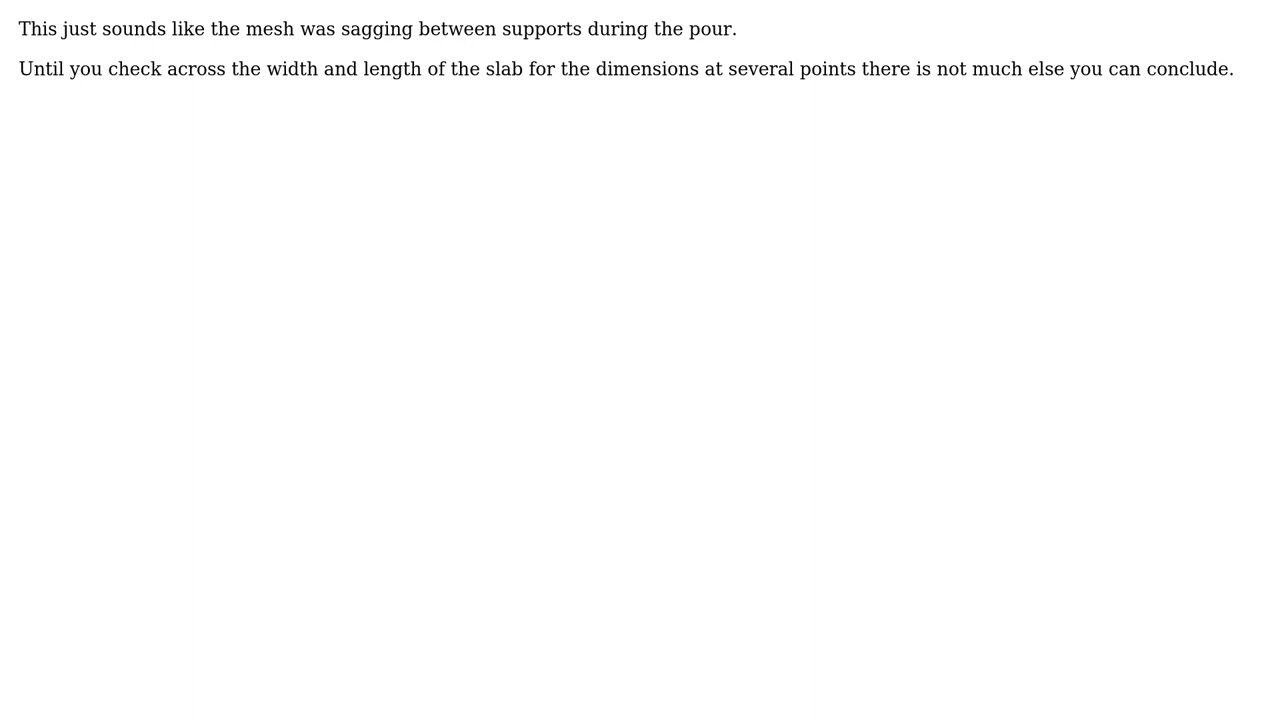 This just sounds like the mesh was sagging between supports during the pour.
Until you check across the width and length of the slab for the dimensions at several points there is not much else you can conclude.